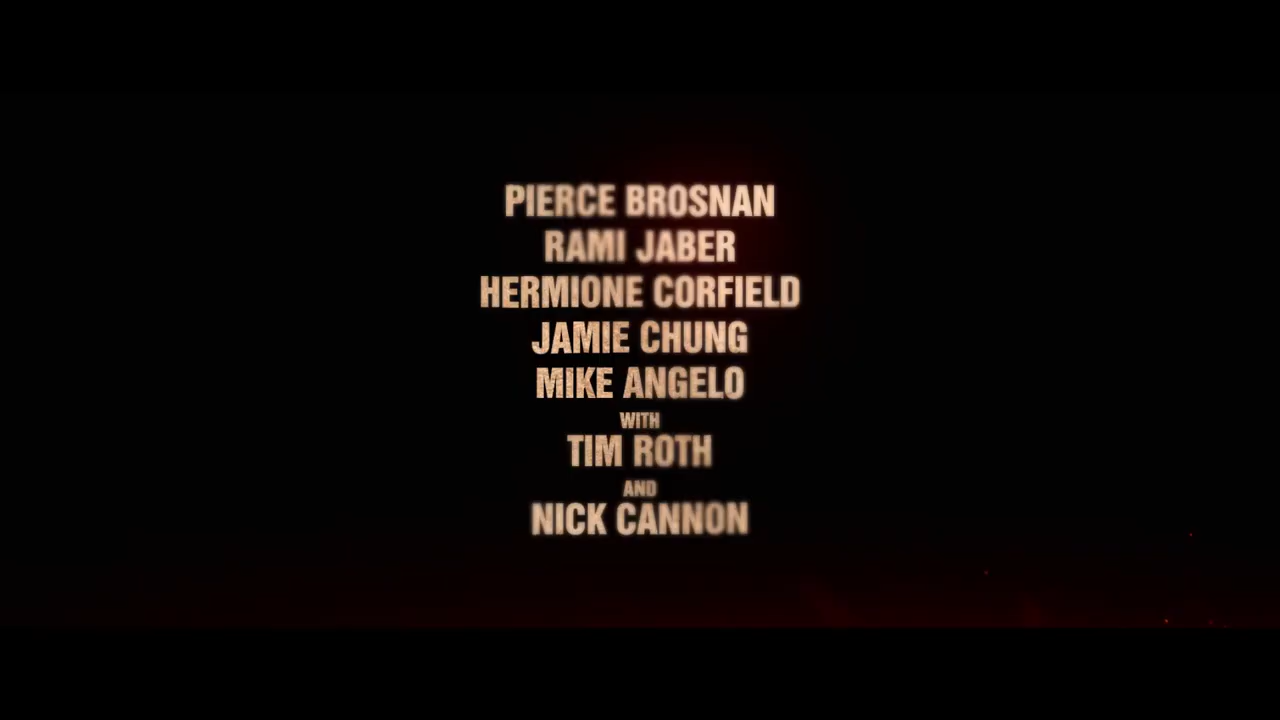 PIERCE BROSNAN
RAMI JABER
HERMIONE CORFIELD
JAMIE CHUNG
MIKE ANGELO
WITH
TIM ROTH
AND
NICK CANNON